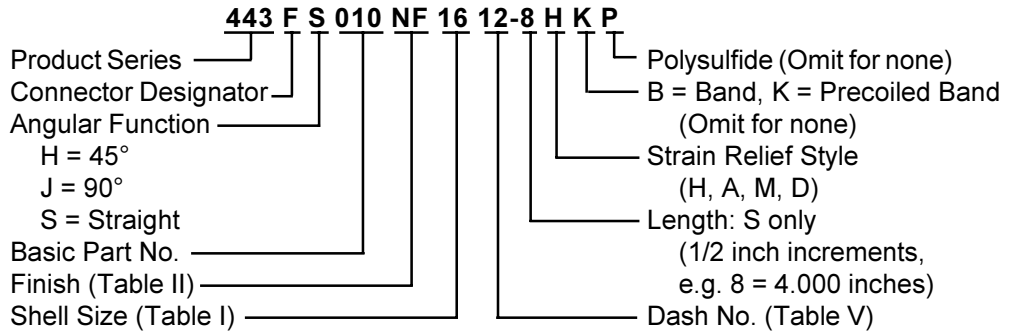 443 F S 010 NF 16 12-8 H K P
Product Series
Connector Designator
Angular Function
H = 45°
J = 90°
S = Straight
Basic Part No.
Finish (Table II)
Shell Size (Table I)
Polysulfide (Omit for none)
B = Band, K = Precoiled Band
(Omit for none)
Strain Relief Style
(H, A, M, D)
Length: S only
(1/2 inch increments,
e.g. 8 = 4.000 inches)
Dash No. (Table V)